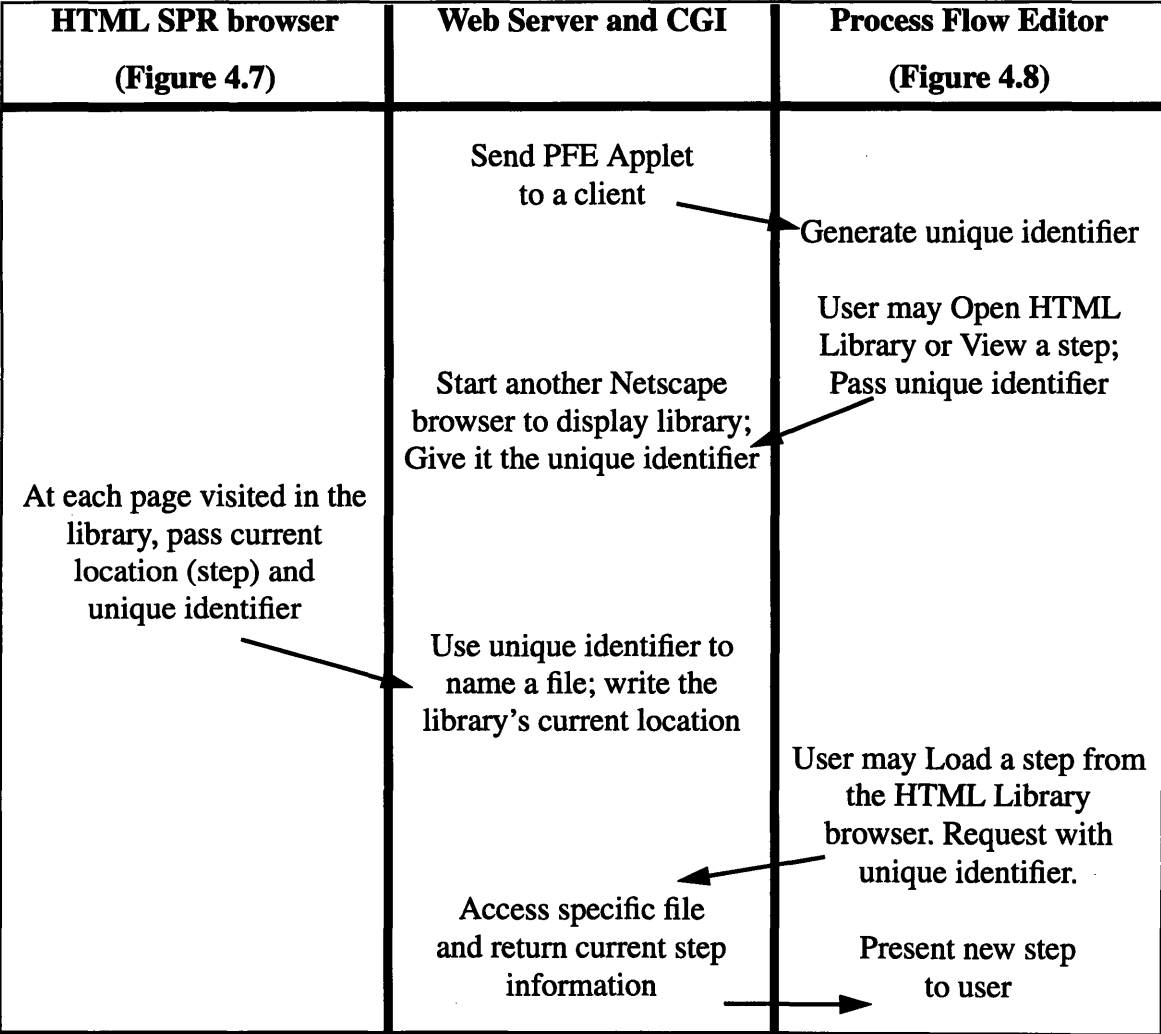 HTML SPR browser
(Figure 4.7)
Web Server and CGI
Process Flow Editor
(Figure 4.8)
Send PFE Applet
to a client
Generate unique identifier
User may Open HTML
Library or View a step;
Pass unique identifier
Start another Netscape
browser to display library;
Give it the unique identifier
At each page visited in the
library, pass current
location (step) and
unique identifier
Use unique identifier to
name a file; write the
library's current location
User may Load a step from
the HTML Library
browser. Request with
unique identifier.
Access specific file
and return current step
information
Present new step
to user